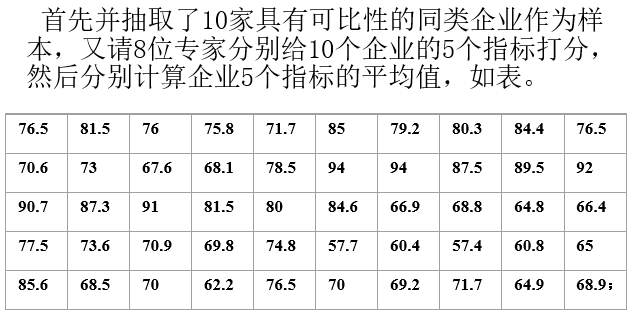 首先并抽取了10家具有可比性的同类企业作为样
本，又请8位专家分别给10个企业的5个指标打分，
然后分别计算企业5个指标的平均值，如表。
76.5 81.5 76 75.8 71.7 85 79.2 80.3 84.4 76.5
70.6 73 67.6 68.1 78.5 94 94 87.5 89.5 92
90.7 87.3 91 81.5 80 84.6 66.9 68.8 64.8 66.4
77.5 73.6 70.9 69.8 74.8 57.7 60.4 57.4 60.8 65
85.6 68.5 70 62.2 76.5 70 69.2 71.7 64.9 68.9；